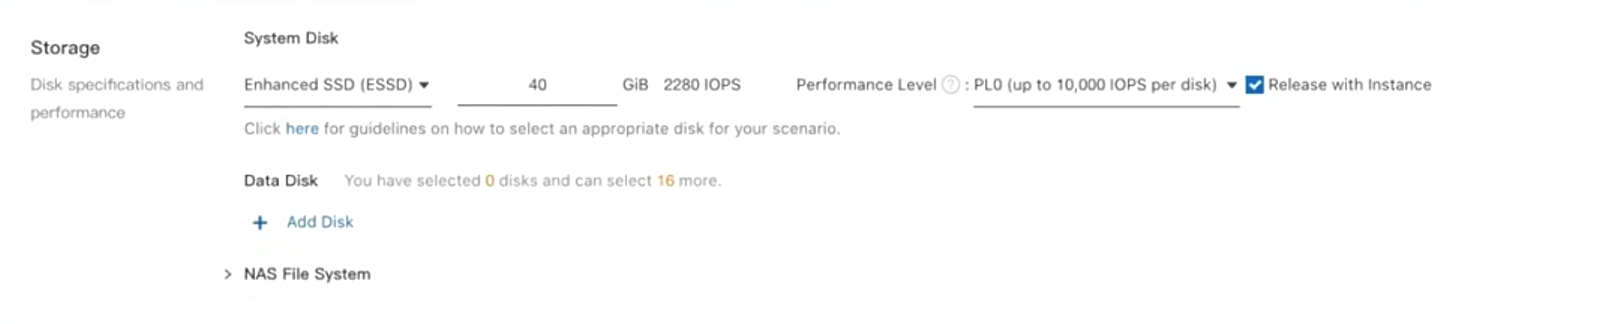 Storage
Disk specifications and
performance
System Disk
Enhanced SSD (ESSD) 40 GiB 2280 IOPS Performance Level ? : PL0 (up to 10,000 IOPS per disk) Release with Instance
Click here for guidelines on how to select an appropriate disk for your scenario.
Data Disk You have selected 0 disks and can select 16 more.
+ Add Disk
> NAS File System